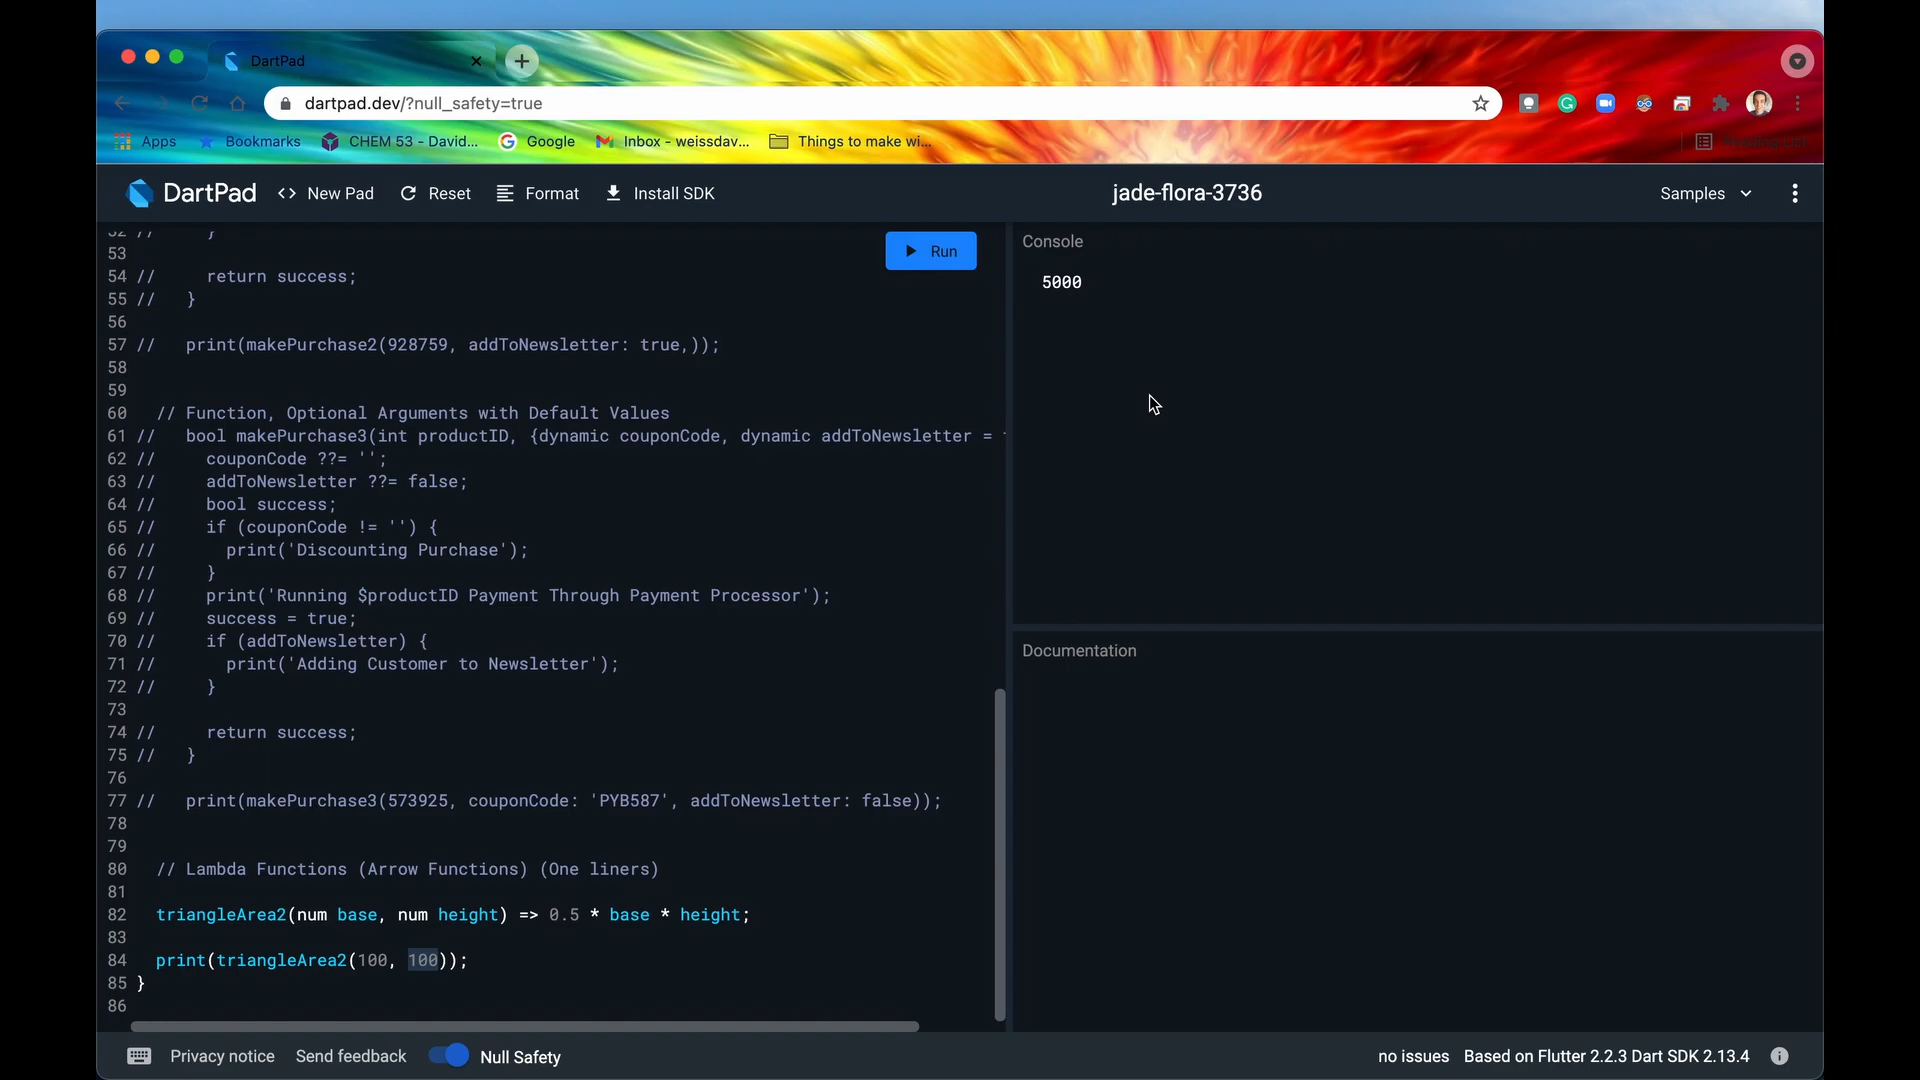 DartPad
dartpad.dev/?null_safety=true
Apps
Bookmarks
CHEM 53 - David...
Google
Inbox - weissdav...
Things to make wi...
Reading List
DartPad
New Pad
Reset
Format
Install SDK
jade-flora-3736
Samples
52 //     }
53
54 //     return success;
55 //   }
56
57 //   print(makePurchase2(928759, addToNewsletter: true,));
58
59
60   // Function, Optional Arguments with Default Values
61 //   bool makePurchase3(int productID, {dynamic couponCode, dynamic addToNewsletter =
62 //     couponCode ??= '';
63 //     addToNewsletter ??= false;
64 //     bool success;
65 //     if (couponCode != '') {
66 //       print('Discounting Purchase');
67 //     }
68 //     print('Running $productID Payment Through Payment Processor');
69 //     success = true;
70 //     if (addToNewsletter) {
71 //       print('Adding Customer to Newsletter');
72 //     }
73
74 //     return success;
75 //   }
76
77 //   print(makePurchase3(573925, couponCode: 'PYB587', addToNewsletter: false));
78
79
80   // Lambda Functions (Arrow Functions) (One liners)
81
82   triangleArea2(num base, num height) => 0.5 * base * height;
83
84   print(triangleArea2(100, 100));
85 }
86
Run
Console
5000
Documentation
Privacy notice
Send feedback
Null Safety
no issues
Based on Flutter 2.2.3 Dart SDK 2.13.4